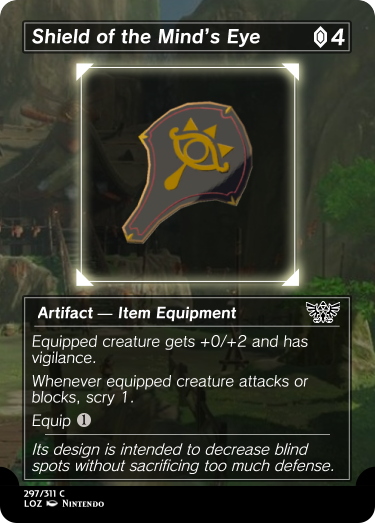 Shield of the Mind's Eye 4
Artifact — Item Equipment
Equipped creature gets +0/+2 and has
vigilance.
Whenever equipped creature attacks or
blocks, scry 1.
Equip 1
Its design is intended to decrease blind
spots without sacrificing too much defense.
297/311 C
LOZ Nintendo